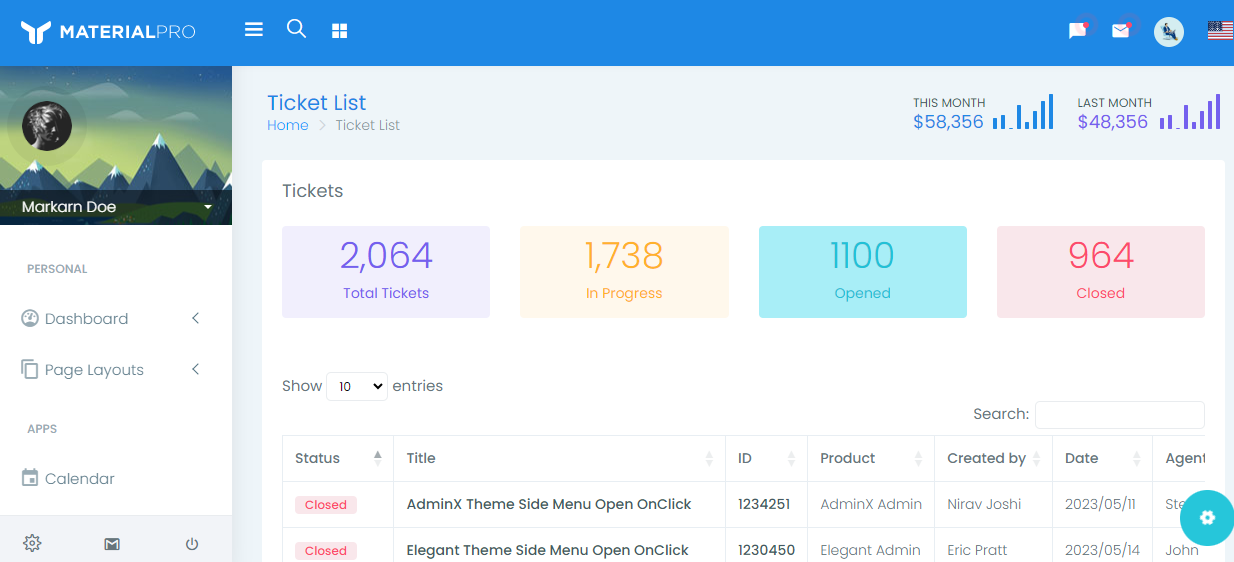 MATERIALPRO
Ticket List
Home > Ticket List
THIS MONTH
$58,356
LAST MONTH
$48,356
Markarn Doe
PERSONAL
Dashboard
Page Layouts
APPS
Calendar
Tickets
2,064
Total Tickets
1,738
In Progress
1100
Opened
964
Closed
Show 10 entries
Search:
Status Title ID Product Created by Date Agent
Closed AdminX Theme Side Menu Open OnClick 1234251 AdminX Admin Nirav Joshi 2023/05/11
Closed Elegant Theme Side Menu Open OnClick 1230450 Elegant Admin Eric Pratt 2023/05/14 John